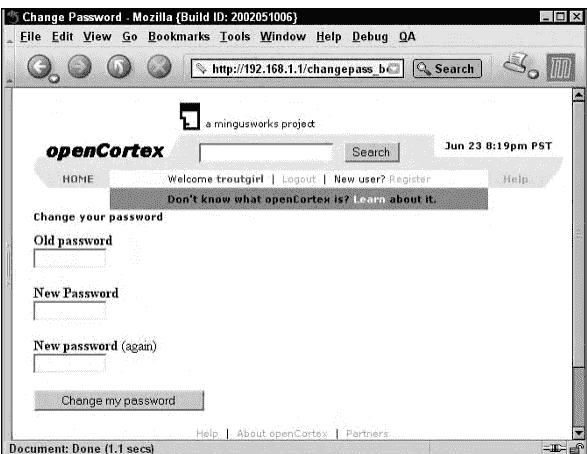 Change Password - Mozilla {Build ID: 2002051006}
File Edit View Go Bookmarks Tools Window Help Debug QA
http://192.168.1.1/changepass_be Search
a mingusworks project
openCortex Search Jun 23 8:19pm PST
HOME Welcome troutgirl | Logout | New user? Register Help
Don't know what openCortex is? Learn about it.
Change your password
Old password
New Password
New password (again)
Change my password
Help | About openCortex | Partners
Document: Done (1.1 secs)